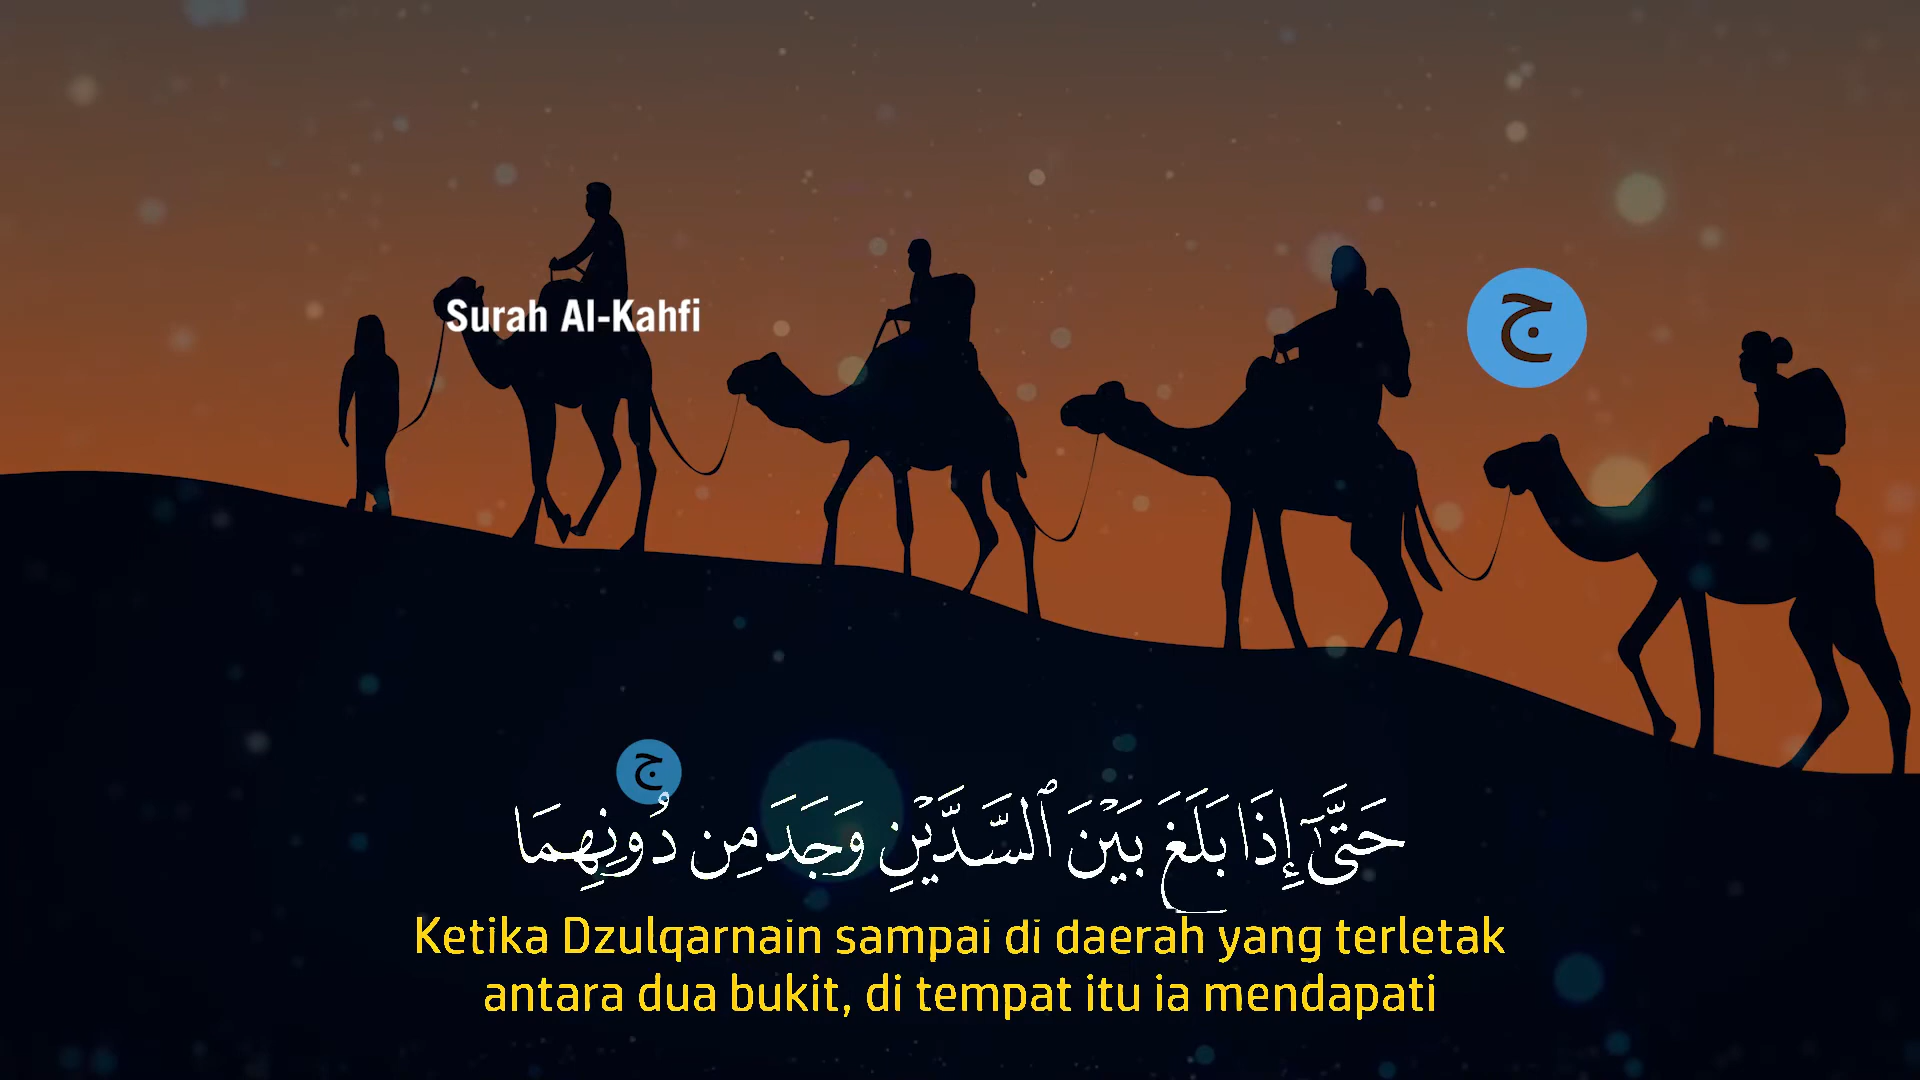 Surah Al-Kahfi
ج
ج
حَتَّىٰٓ إِذَا بَلَغَ بَيْنَ ٱلسَّدَّيْنِ وَجَدَ مِن دُونِهِمَا
Ketika Dzulqarnain sampai di daerah yang terletak
antara dua bukit, di tempat itu ia mendapati